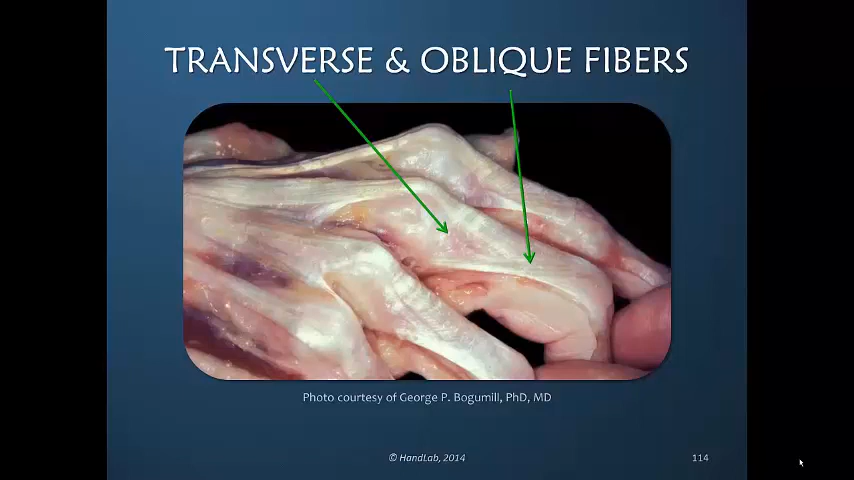 TRANSVERSE & OBLIQUE FIBERS
Photo courtesy of George P. Bogumill, PhD, MD
© HandLab, 2014
114